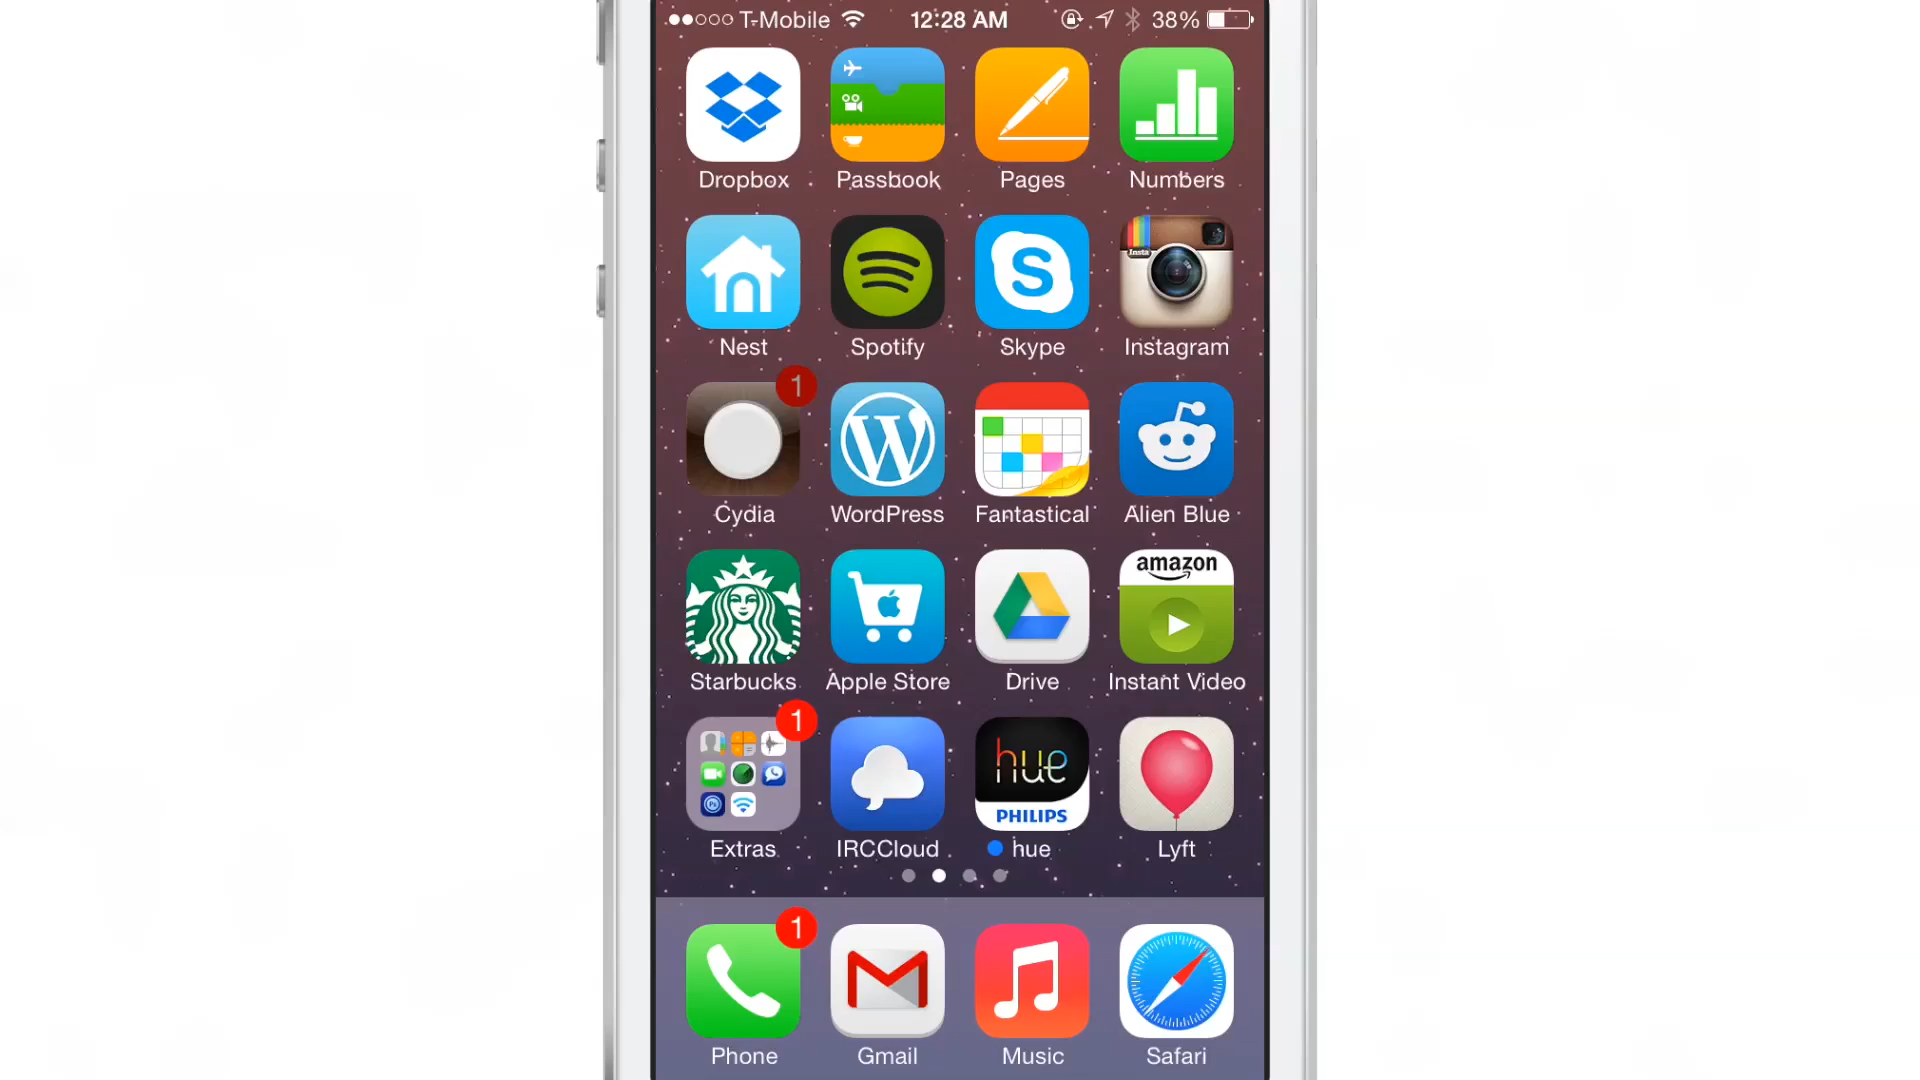 T-Mobile 12:28 AM 38%
Dropbox Passbook Pages Numbers
Insta
Nest Spotify Skype Instagram
1
Cydia WordPress Fantastical Alien Blue
amazon
Starbucks Apple Store Drive Instant Video
1
hue
PHILIPS
Extras IRCCloud hue Lyft
1
Phone Gmail Music Safari